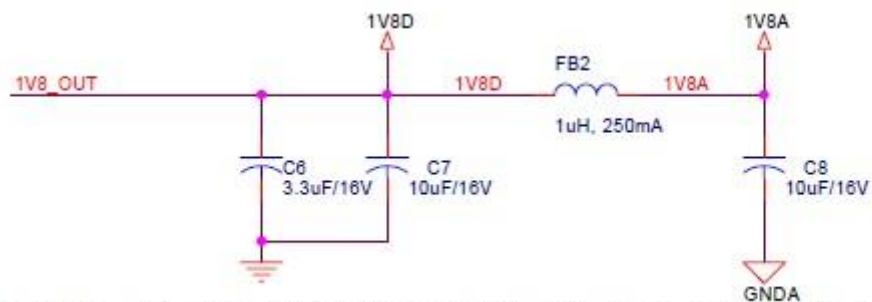 1V8D
1V8A
FB2
1V8_OUT
1V8D
1V8A
1uH, 250mA
C6
3.3uF/16V
C7
10uF/16V
C8
10uF/16V
GNDA